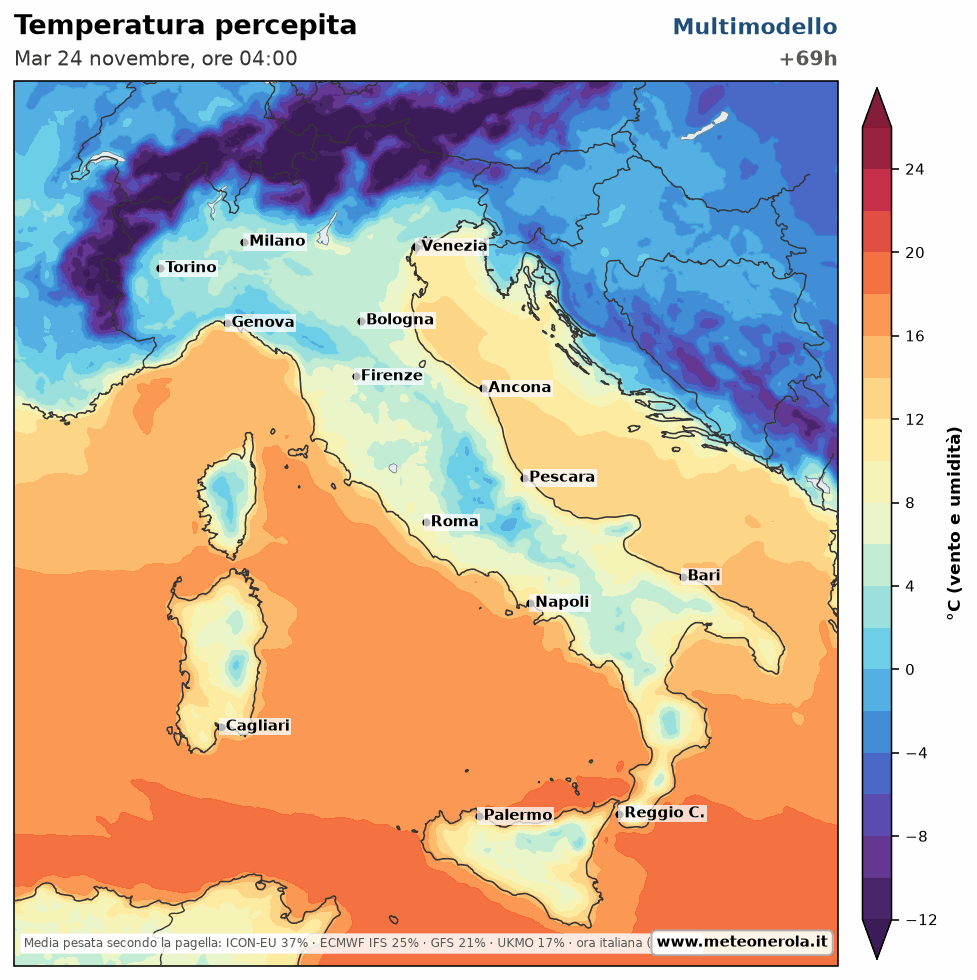 Temperatura percepita
Multimodello
Mar 24 novembre, ore 04:00
+69h
Milano
Venezia
Torino
Genova
Bologna
Firenze
Ancona
Pescara
Roma
Bari
Napoli
Cagliari
Palermo
Reggio C.
24
20
16
12
8
4
0
−4
−8
−12
°C (vento e umidità)
Media pesata secondo la pagella: ICON-EU 37% · ECMWF IFS 25% · GFS 21% · UKMO 17% · ora italiana (
www.meteonerola.it